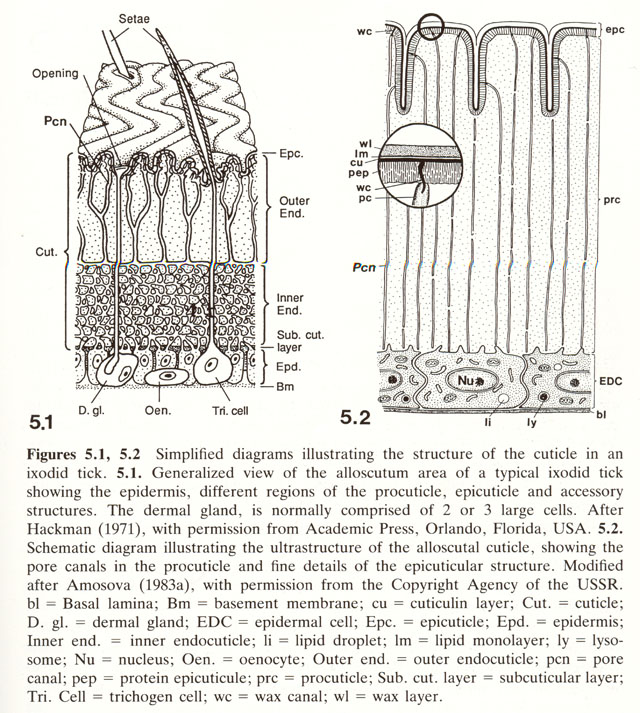 Setae
Opening
Pcn
Epc.
Outer
End.
Cut.
Inner
End.
Sub. cut.
layer
Epd.
Bm
D. gl.
Oen.
Tri. cell
5.1
wc
epc
wl
lm
cu
pep
wc
pc
prc
Pcn
Nu
EDC
bl
li
ly
5.2
Figures 5.1, 5.2 Simplified diagrams illustrating the structure of the cuticle in an
ixodid tick. 5.1. Generalized view of the alloscutum area of a typical ixodid tick
showing the epidermis, different regions of the procuticle, epicuticle and accessory
structures. The dermal gland, is normally comprised of 2 or 3 large cells. After
Hackman (1971), with permission from Academic Press, Orlando, Florida, USA. 5.2.
Schematic diagram illustrating the ultrastructure of the alloscutal cuticle, showing the
pore canals in the procuticle and fine details of the epicuticular structure. Modified
after Amosova (1983a), with permission from the Copyright Agency of the USSR.
bl = Basal lamina; Bm = basement membrane; cu = cuticulin layer; Cut. = cuticle;
D. gl. = dermal gland; EDC = epidermal cell; Epc. = epicuticle; Epd. = epidermis;
Inner end. = inner endocuticle; li = lipid droplet; lm = lipid monolayer; ly = lyso-
some; Nu = nucleus; Oen. = oenocyte; Outer end. = outer endocuticle; pcn = pore
canal; pep = protein epicuticule; prc = procuticle; Sub. cut. layer = subcuticular layer;
Tri. Cell = trichogen cell; wc = wax canal; wl = wax layer.